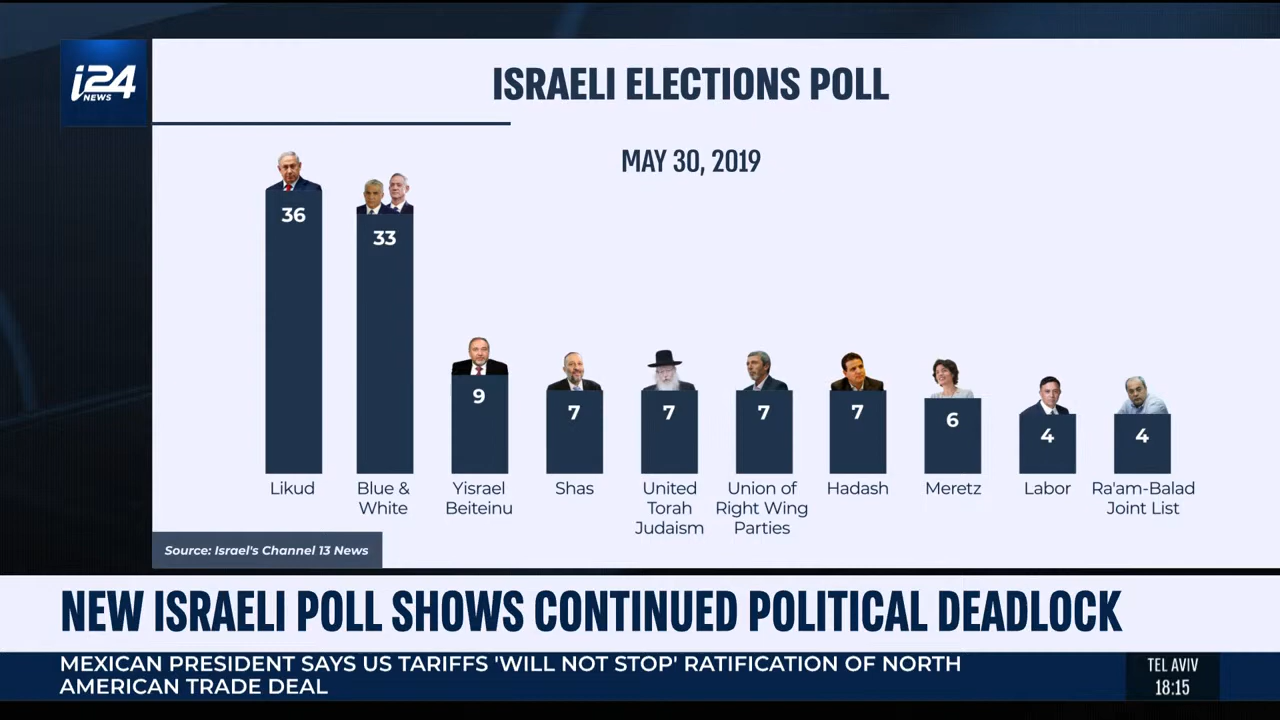 i24
NEWS
ISRAELI ELECTIONS POLL
MAY 30, 2019
36
33
9
7
7
7
7
6
4
4
Likud
Blue &
White
Yisrael
Beiteinu
Shas
United
Torah
Judaism
Union of
Right Wing
Parties
Hadash
Meretz
Labor
Ra'am-Balad
Joint List
Source: Israel's Channel 13 News
NEW ISRAELI POLL SHOWS CONTINUED POLITICAL DEADLOCK
MEXICAN PRESIDENT SAYS US TARIFFS 'WILL NOT STOP' RATIFICATION OF NORTH
AMERICAN TRADE DEAL
TEL AVIV
18:15